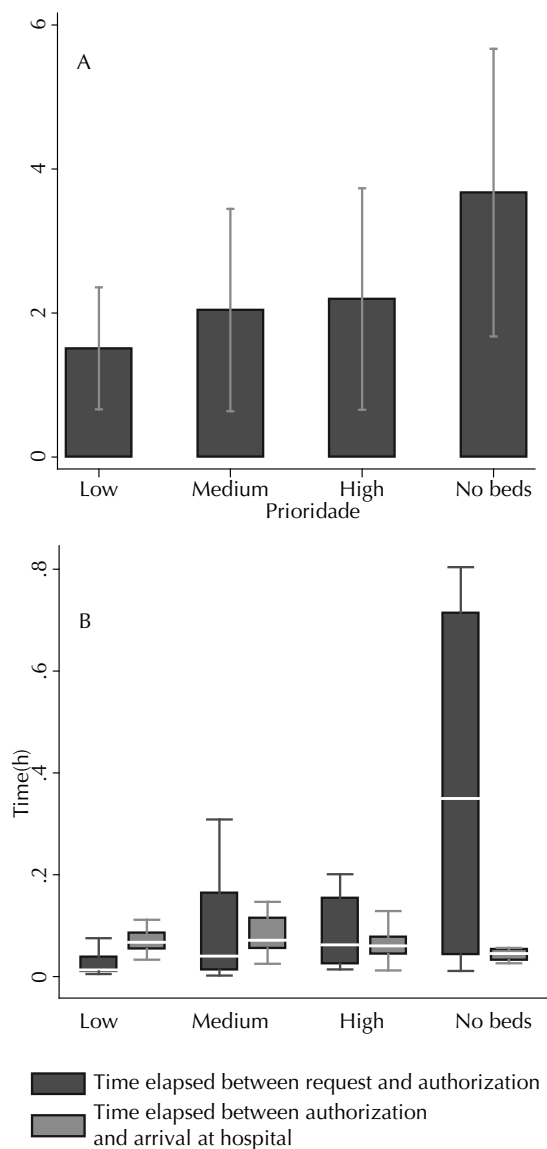 6
A
4
2
0
Low Medium High No beds
Prioridade
.8
B
.6
Time(h)
.4
.2
0
Low Medium High No beds
Time elapsed between request and authorization
Time elapsed between authorization
and arrival at hospital